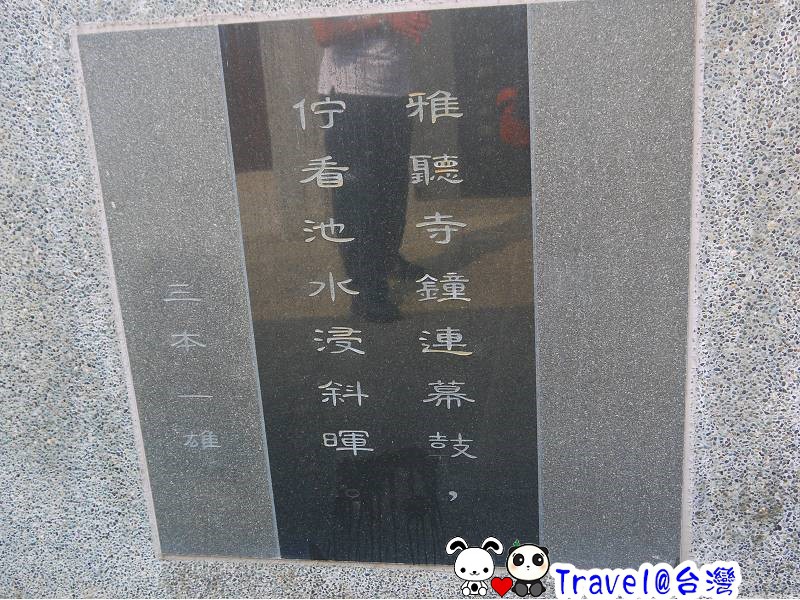 雅聽寺鐘連幕鼓，
佇看池水浸斜暉。
三本一雄
Travel@台灣